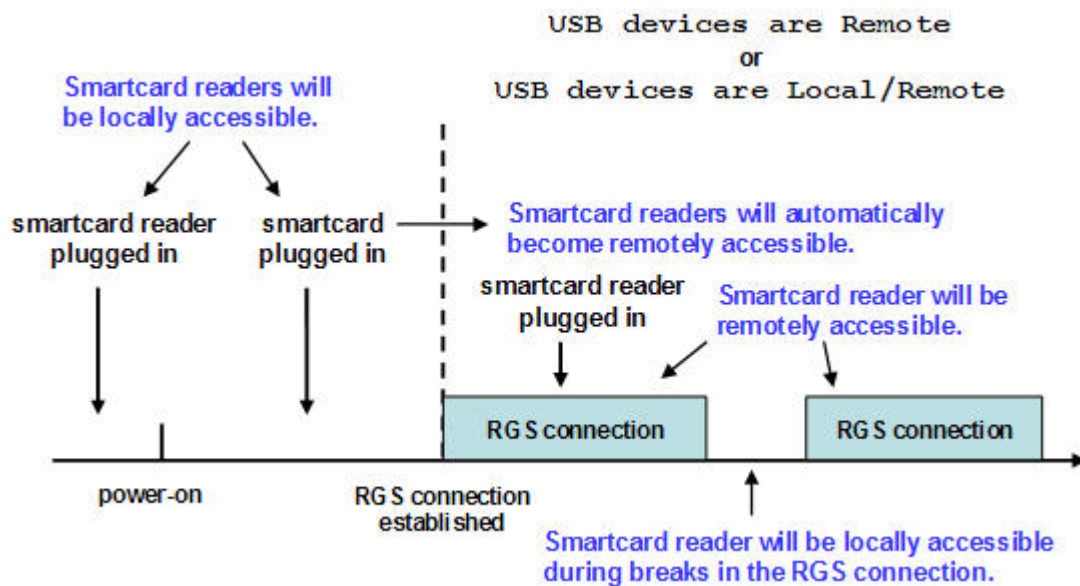 USB devices are Remote
or
USB devices are Local/Remote
Smartcard readers will
be locally accessible.
smartcard reader
plugged in
smartcard
plugged in
Smartcard readers will automatically
become remotely accessible.
smartcard reader
plugged in
Smartcard reader will be
remotely accessible.
RGS connection
RGS connection
power-on
RGS connection
established
Smartcard reader will be locally accessible
during breaks in the RGS connection.